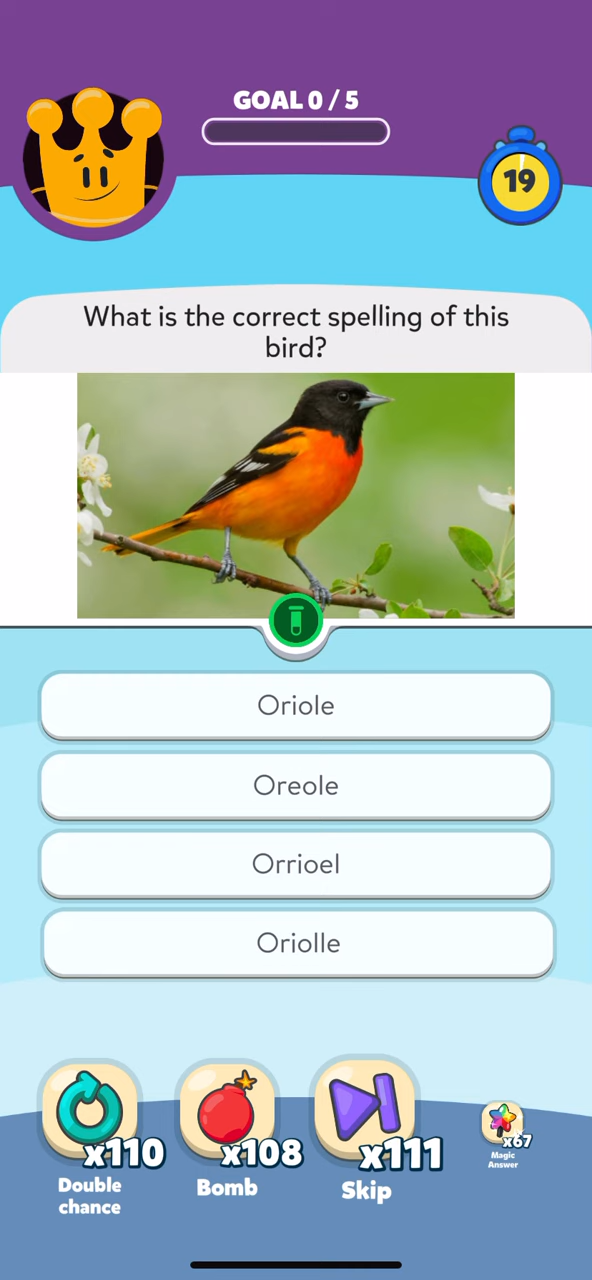 GOAL 0 / 5
19
What is the correct spelling of this
bird?
Oriole
Oreole
Orrioel
Oriolle
x110
Double
chance
x108
Bomb
x111
Skip
x67
Magic
Answer